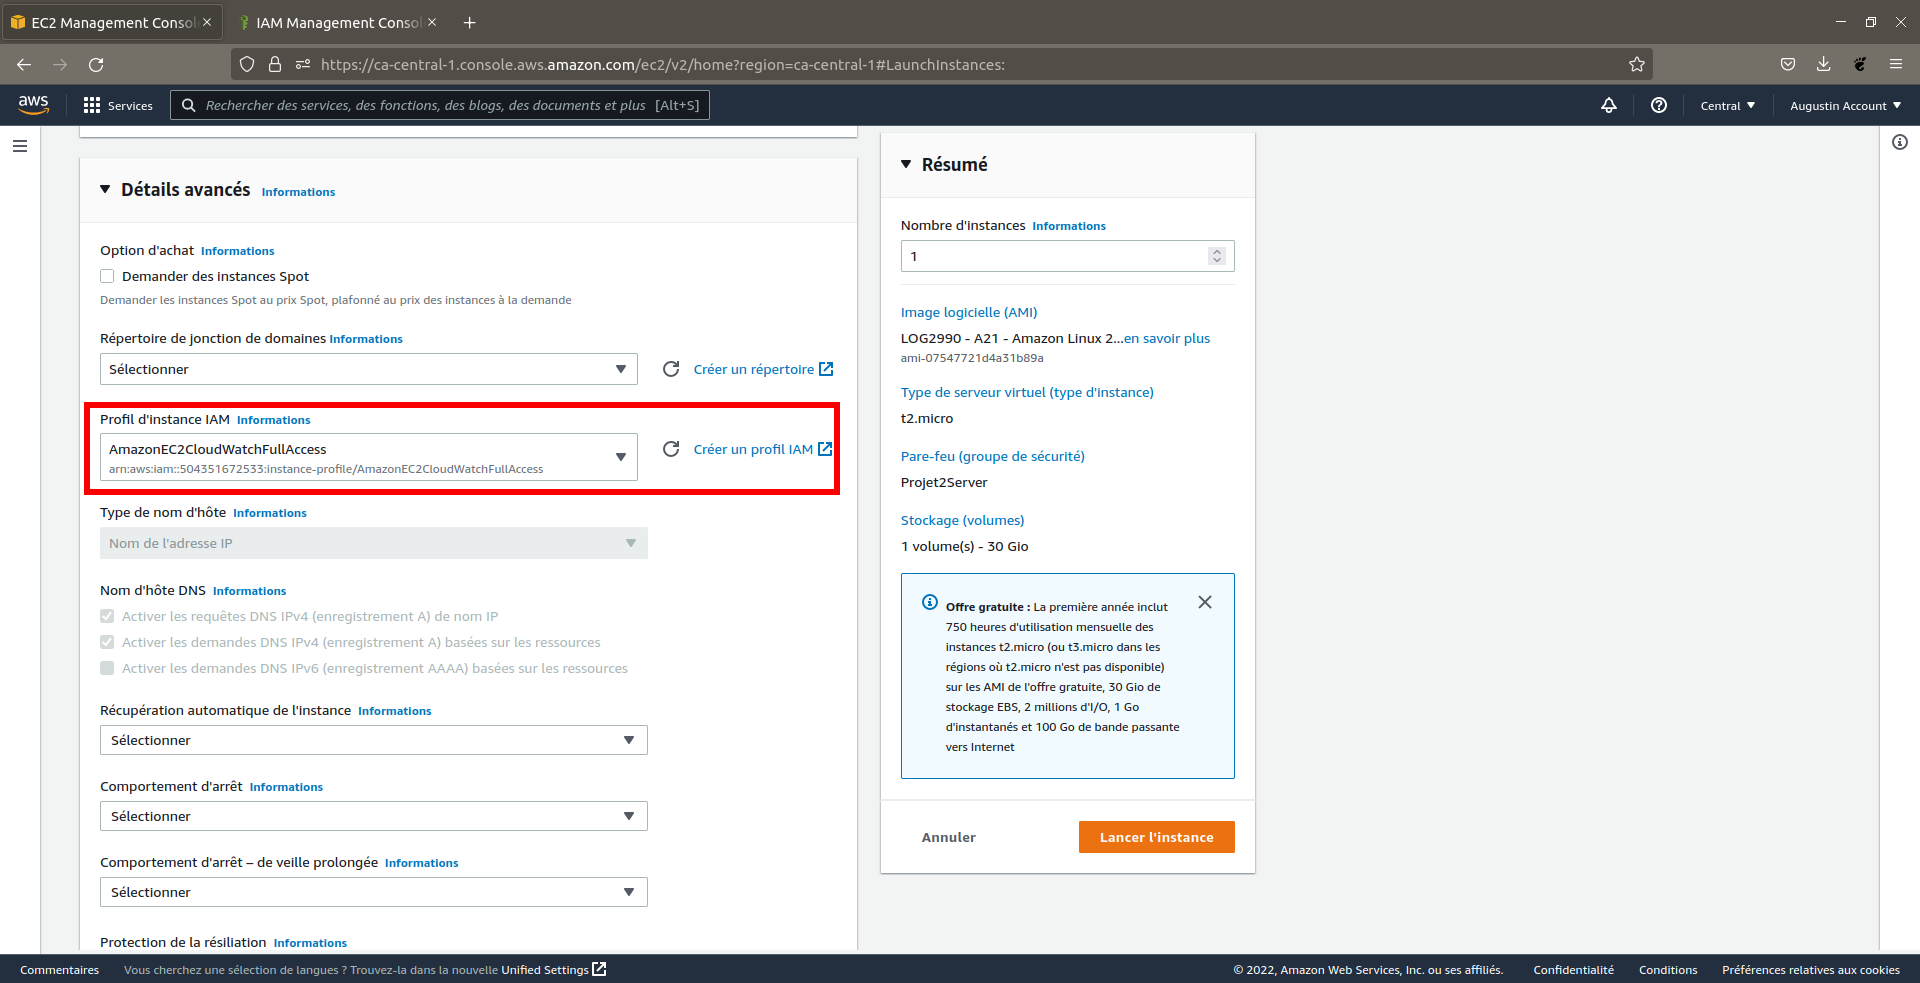 EC2 Management Consol
IAM Management Consol
https://ca-central-1.console.aws.amazon.com/ec2/v2/home?region=ca-central-1#LaunchInstances:
aws
Services
Rechercher des services, des fonctions, des blogs, des documents et plus [Alt+S]
Central
Augustin Account
Détails avancés Informations
Option d'achat Informations
Demander des instances Spot
Demander les instances Spot au prix Spot, plafonné au prix des instances à la demande
Répertoire de jonction de domaines Informations
Sélectionner
Créer un répertoire
Profil d'instance IAM Informations
AmazonEC2CloudWatchFullAccess
arn:aws:iam::504351672533:instance-profile/AmazonEC2CloudWatchFullAccess
Créer un profil IAM
Type de nom d'hôte Informations
Nom de l'adresse IP
Nom d'hôte DNS Informations
Activer les requêtes DNS IPv4 (enregistrement A) de nom IP
Activer les demandes DNS IPv4 (enregistrement A) basées sur les ressources
Activer les demandes DNS IPv6 (enregistrement AAAA) basées sur les ressources
Récupération automatique de l'instance Informations
Sélectionner
Comportement d'arrêt Informations
Sélectionner
Comportement d'arrêt – de veille prolongée Informations
Sélectionner
Protection de la résiliation Informations
Résumé
Nombre d'instances Informations
1
Image logicielle (AMI)
LOG2990 - A21 - Amazon Linux 2...en savoir plus
ami-07547721d4a31b89a
Type de serveur virtuel (type d'instance)
t2.micro
Pare-feu (groupe de sécurité)
Projet2Server
Stockage (volumes)
1 volume(s) - 30 Gio
Offre gratuite : La première année inclut
750 heures d'utilisation mensuelle des
instances t2.micro (ou t3.micro dans les
régions où t2.micro n'est pas disponible)
sur les AMI de l'offre gratuite, 30 Gio de
stockage EBS, 2 millions d'I/O, 1 Go
d'instantanés et 100 Go de bande passante
vers Internet
Annuler
Lancer l'instance
Commentaires
Vous cherchez une sélection de langues ? Trouvez-la dans la nouvelle Unified Settings
© 2022, Amazon Web Services, Inc. ou ses affiliés.
Confidentialité
Conditions
Préférences relatives aux cookies